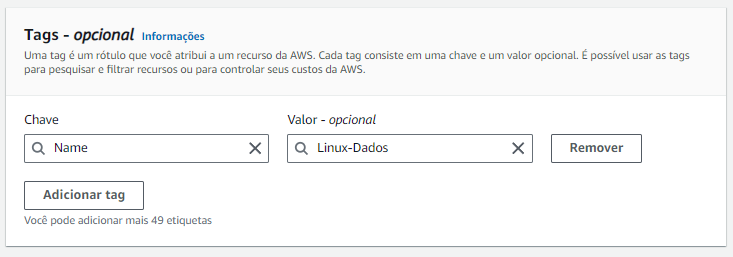 Tags - opcional Informações
Uma tag é um rótulo que você atribui a um recurso da AWS. Cada tag consiste em uma chave e um valor opcional. É possível usar as tags
para pesquisar e filtrar recursos ou para controlar seus custos da AWS.
Chave Valor - opcional
Name Linux-Dados Remover
Adicionar tag
Você pode adicionar mais 49 etiquetas